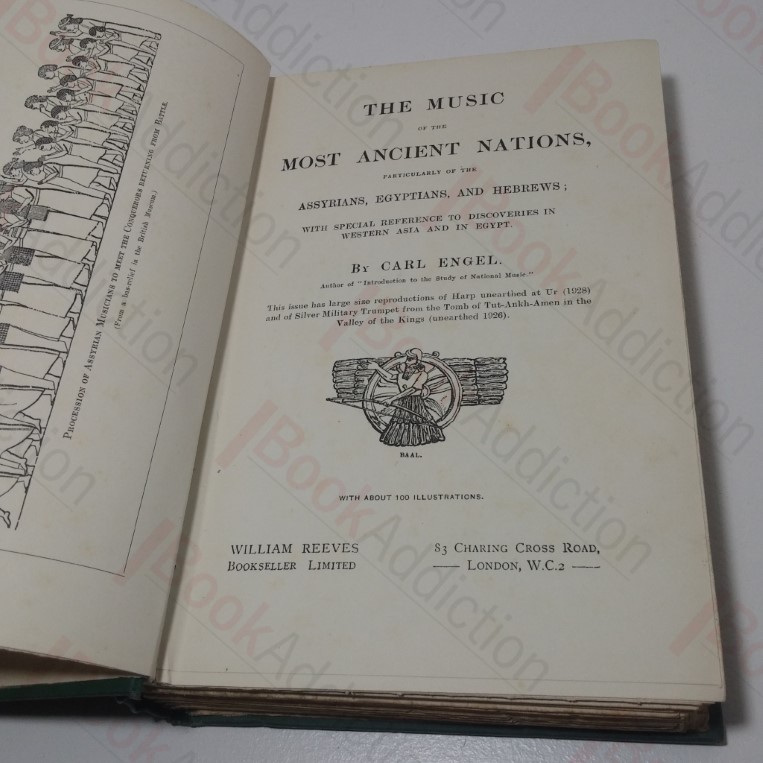 PROCESSION OF ASSYRIAN MUSICIANS TO MEET THE CONQUERORS RETURNING FROM BATTLE.
(From a bas-relief in the British Museum.)
THE MUSIC
OF THE
MOST ANCIENT NATIONS,
PARTICULARLY OF THE
ASSYRIANS, EGYPTIANS, AND HEBREWS;
WITH SPECIAL REFERENCE TO DISCOVERIES IN
WESTERN ASIA AND IN EGYPT.
BY CARL ENGEL.
Author of "Introduction to the Study of National Music."
This issue has large size reproductions of Harp unearthed at Ur (1928)
and of Silver Military Trumpet from the Tomb of Tut-Ankh-Amen in the
Valley of the Kings (unearthed 1926).
BAAL.
WITH ABOUT 100 ILLUSTRATIONS.
WILLIAM REEVES
BOOKSELLER LIMITED
83 CHARING CROSS ROAD,
LONDON, W.C.2
BookAddiction